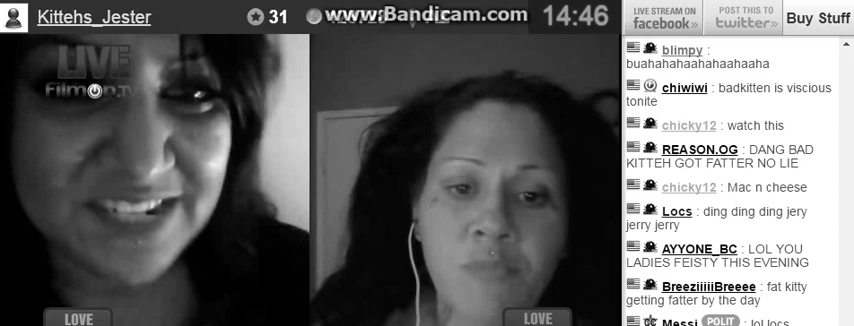 Kittehs_Jester
31
www.Bandicam.com
14:46
LIVE STREAM ON
facebook»
POST THIS TO
twitter»
Buy Stuff
LIVE
FilmOn.TV
LOVE
LOVE
blimpy :
buahahahaahahaahaaha
chiwiwi : badkitten is viscious
tonite
chicky12 : watch this
REASON.OG : DANG BAD
KITTEH GOT FATTER NO LIE
chicky12 : Mac n cheese
Locs : ding ding ding jery
jerry jerry
AYYONE_BC : LOL YOU
LADIES FEISTY THIS EVENING
BreeziiiiiBreeee : fat kitty
getting fatter by the day
Messi POLIT : lol locs